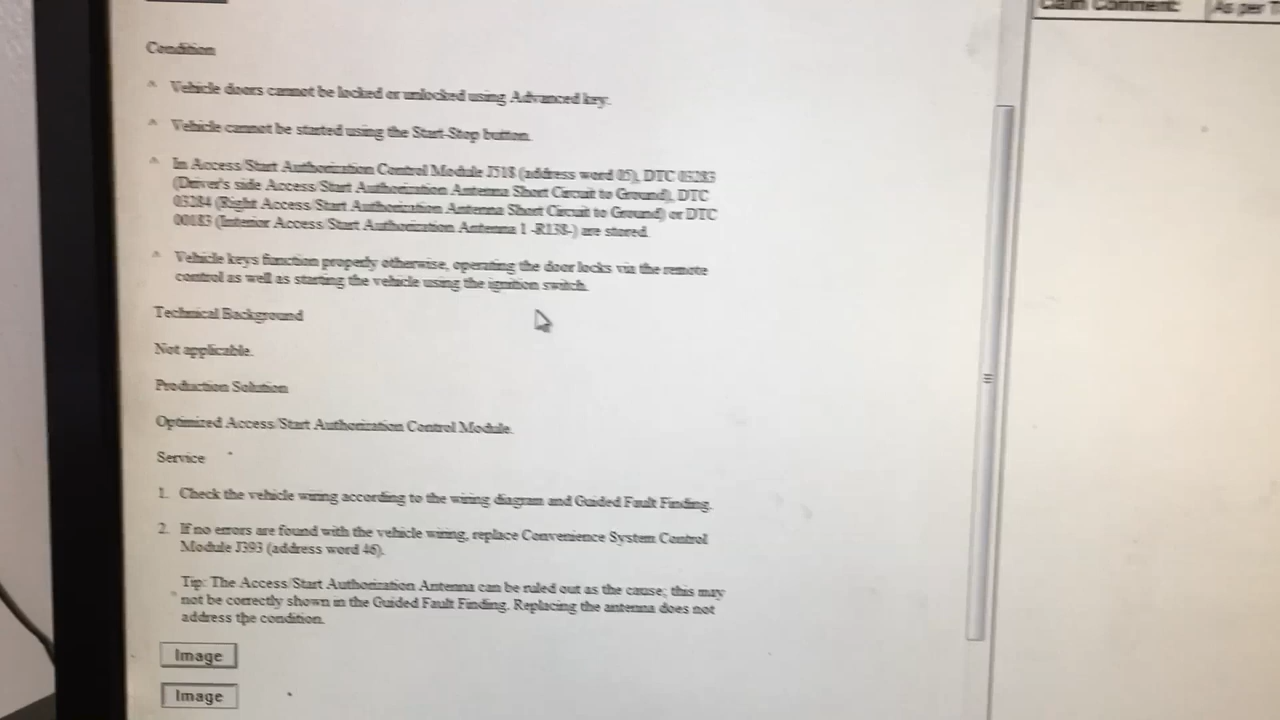 Claim Comment:
As per T
Condition
^ Vehicle doors cannot be locked or unlocked using Advanced key.
^ Vehicle cannot be started using the Start-Stop button.
^ In Access/Start Authorization Control Module J518 (address word 05), DTC 03283
(Driver's side Access/Start Authorization Antenna Short Circuit to Ground), DTC
03284 (Right Access/Start Authorization Antenna Short Circuit to Ground) or DTC
00183 (Interior Access/Start Authorization Antenna 1 -R138-) are stored.
^ Vehicle keys function properly otherwise, operating the door locks via the remote
control as well as starting the vehicle using the ignition switch.
Technical Background
Not applicable.
Production Solution
Optimized Access/Start Authorization Control Module.
Service
1. Check the vehicle wiring according to the wiring diagram and Guided Fault Finding.
2. If no errors are found with the vehicle wiring, replace Convenience System Control
Module J393 (address word 46).
Tip: The Access/Start Authorization Antenna can be ruled out as the cause; this may
not be correctly shown in the Guided Fault Finding. Replacing the antenna does not
address the condition.
Image
Image